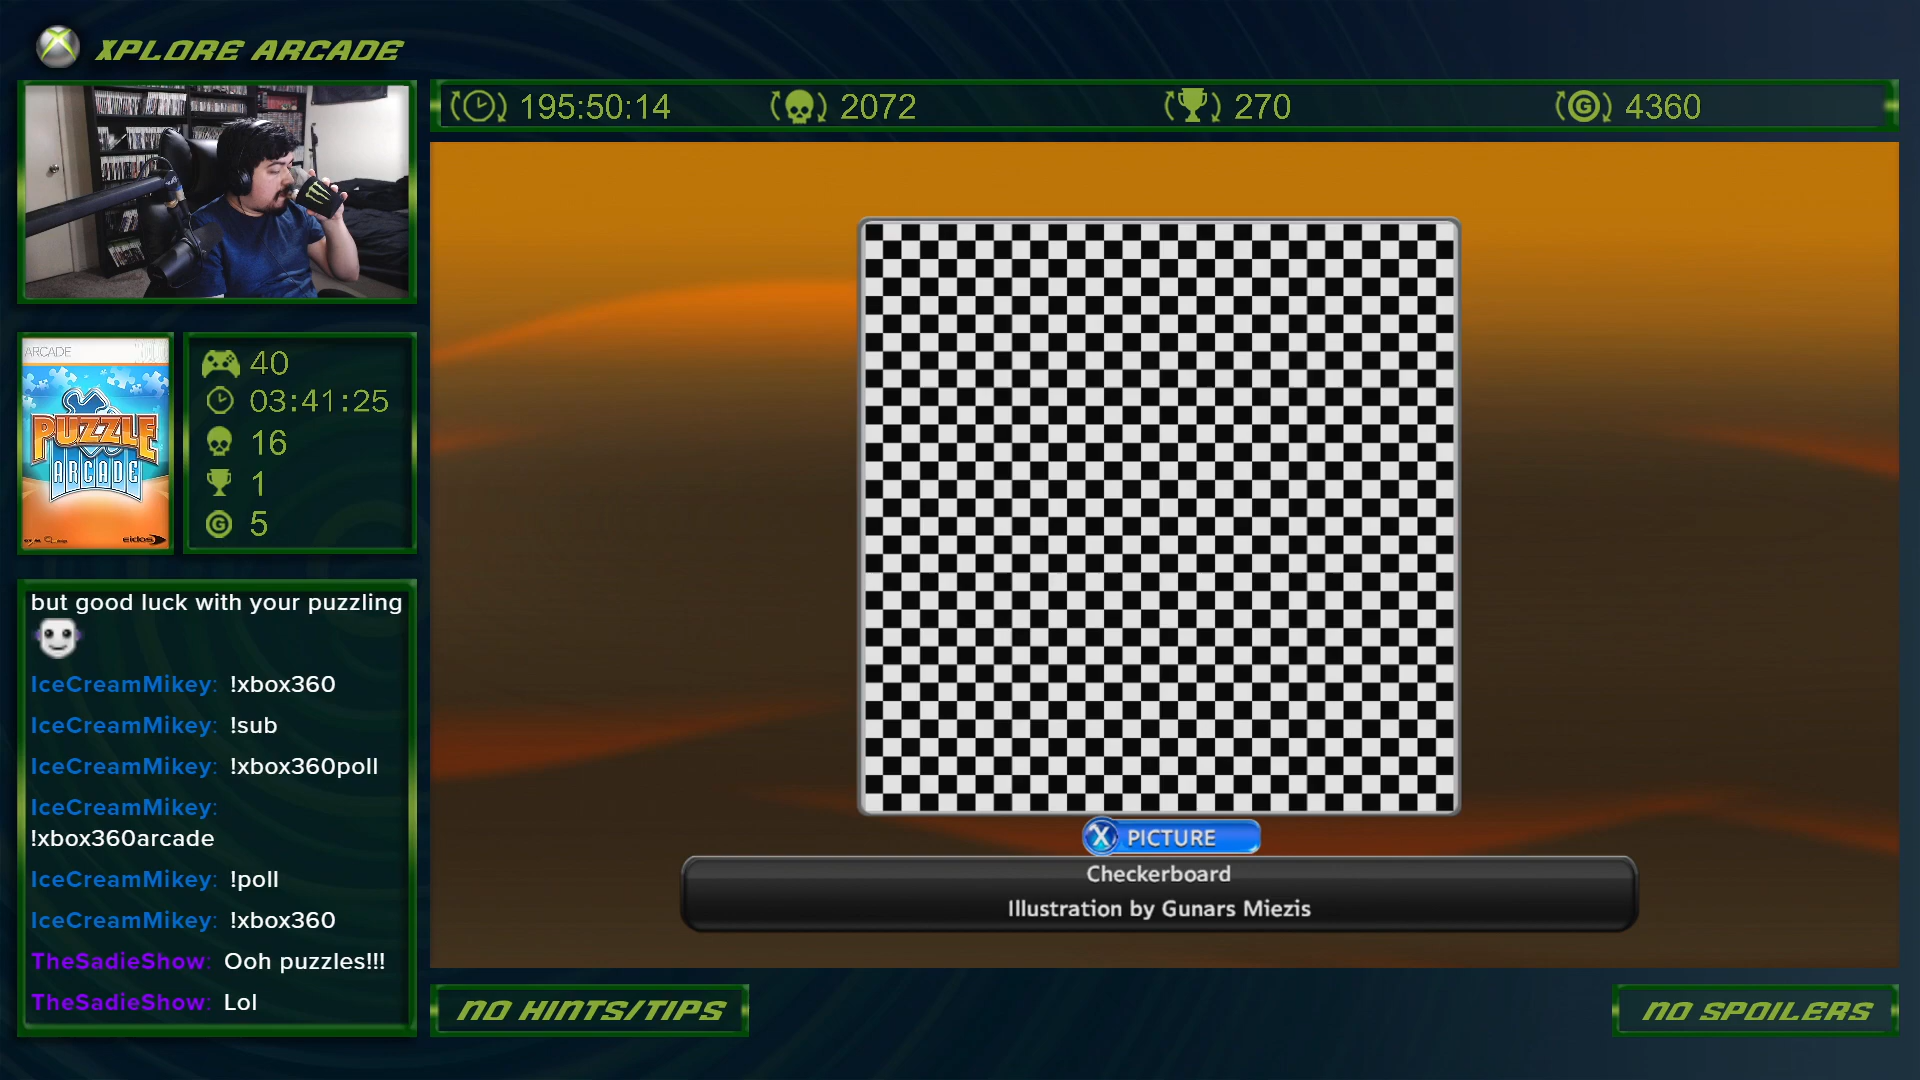 XPLORE ARCADE
195:50:14
2072
270
4360
ARCADE
PUZZLE
ARCADE
eidos
40
03:41:25
16
1
5
but good luck with your puzzling
IceCreamMikey: !xbox360
IceCreamMikey: !sub
IceCreamMikey: !xbox360poll
IceCreamMikey:
!xbox360arcade
IceCreamMikey: !poll
IceCreamMikey: !xbox360
TheSadieShow: Ooh puzzles!!!
TheSadieShow: Lol
X PICTURE
Checkerboard
Illustration by Gunars Miezis
NO HINTS/TIPS
NO SPOILERS